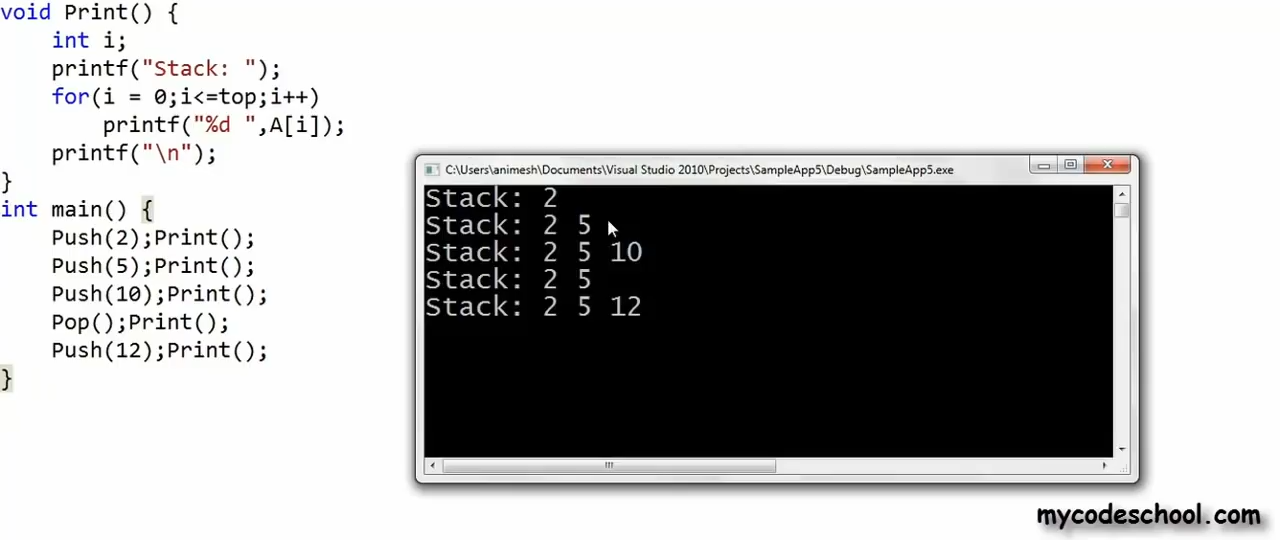 void Print() {
int i;
printf("Stack: ");
for(i = 0;i<=top;i++)
printf("%d ",A[i]);
printf("\n");
}
int main() {
Push(2);Print();
Push(5);Print();
Push(10);Print();
Pop();Print();
Push(12);Print();
}
C:\Users\animesh\Documents\Visual Studio 2010\Projects\SampleApp5\Debug\SampleApp5.exe
Stack: 2
Stack: 2 5
Stack: 2 5 10
Stack: 2 5
Stack: 2 5 12
mycodeschool.com